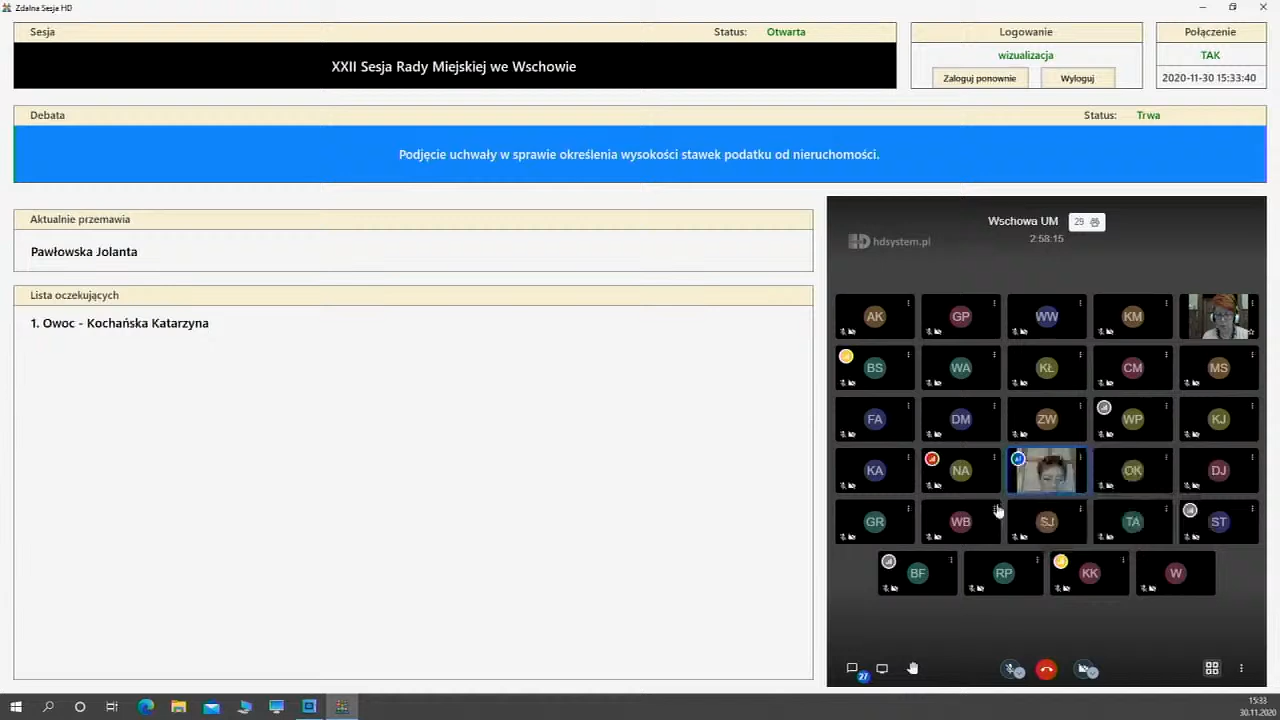 Zdalna Sesja HD
Sesja
Status: Otwarta
XXII Sesja Rady Miejskiej we Wschowie
Logowanie
wizualizacja
Zaloguj ponownie
Wyloguj
Połączenie
TAK
2020-11-30 15:33:40
Debata
Status: Trwa
Podjęcie uchwały w sprawie określenia wysokości stawek podatku od nieruchomości.
Aktualnie przemawia
Pawłowska Jolanta
Lista oczekujących
1. Owoc - Kochańska Katarzyna
Wschowa UM 29
2:58:15
HD hdsystem.pl
AK GP WW KM
BS WA KŁ CM MS
FA DM ZW WP KJ
KA NA OK DJ
GR WB SJ TA ST
BF RP KK W
27
15:33
30.11.2020